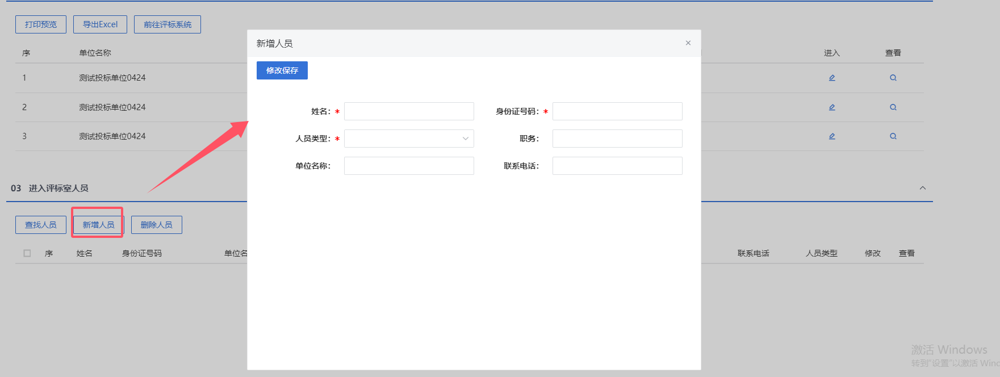 打印预览 导出Excel 前往评标系统
新增人员 ×
序 单位名称 进入 查看
修改保存
1 测试投标单位0424
2 测试投标单位0424
姓名：* 身份证号码：*
3 测试投标单位0424
人员类型：* 职务：
单位名称： 联系电话：
03 进入评标室人员
查找人员 新增人员 删除人员
序 姓名 身份证号码 单位名 联系电话 人员类型 修改 查看
激活 Windows
转到"设置"以激活 Winc